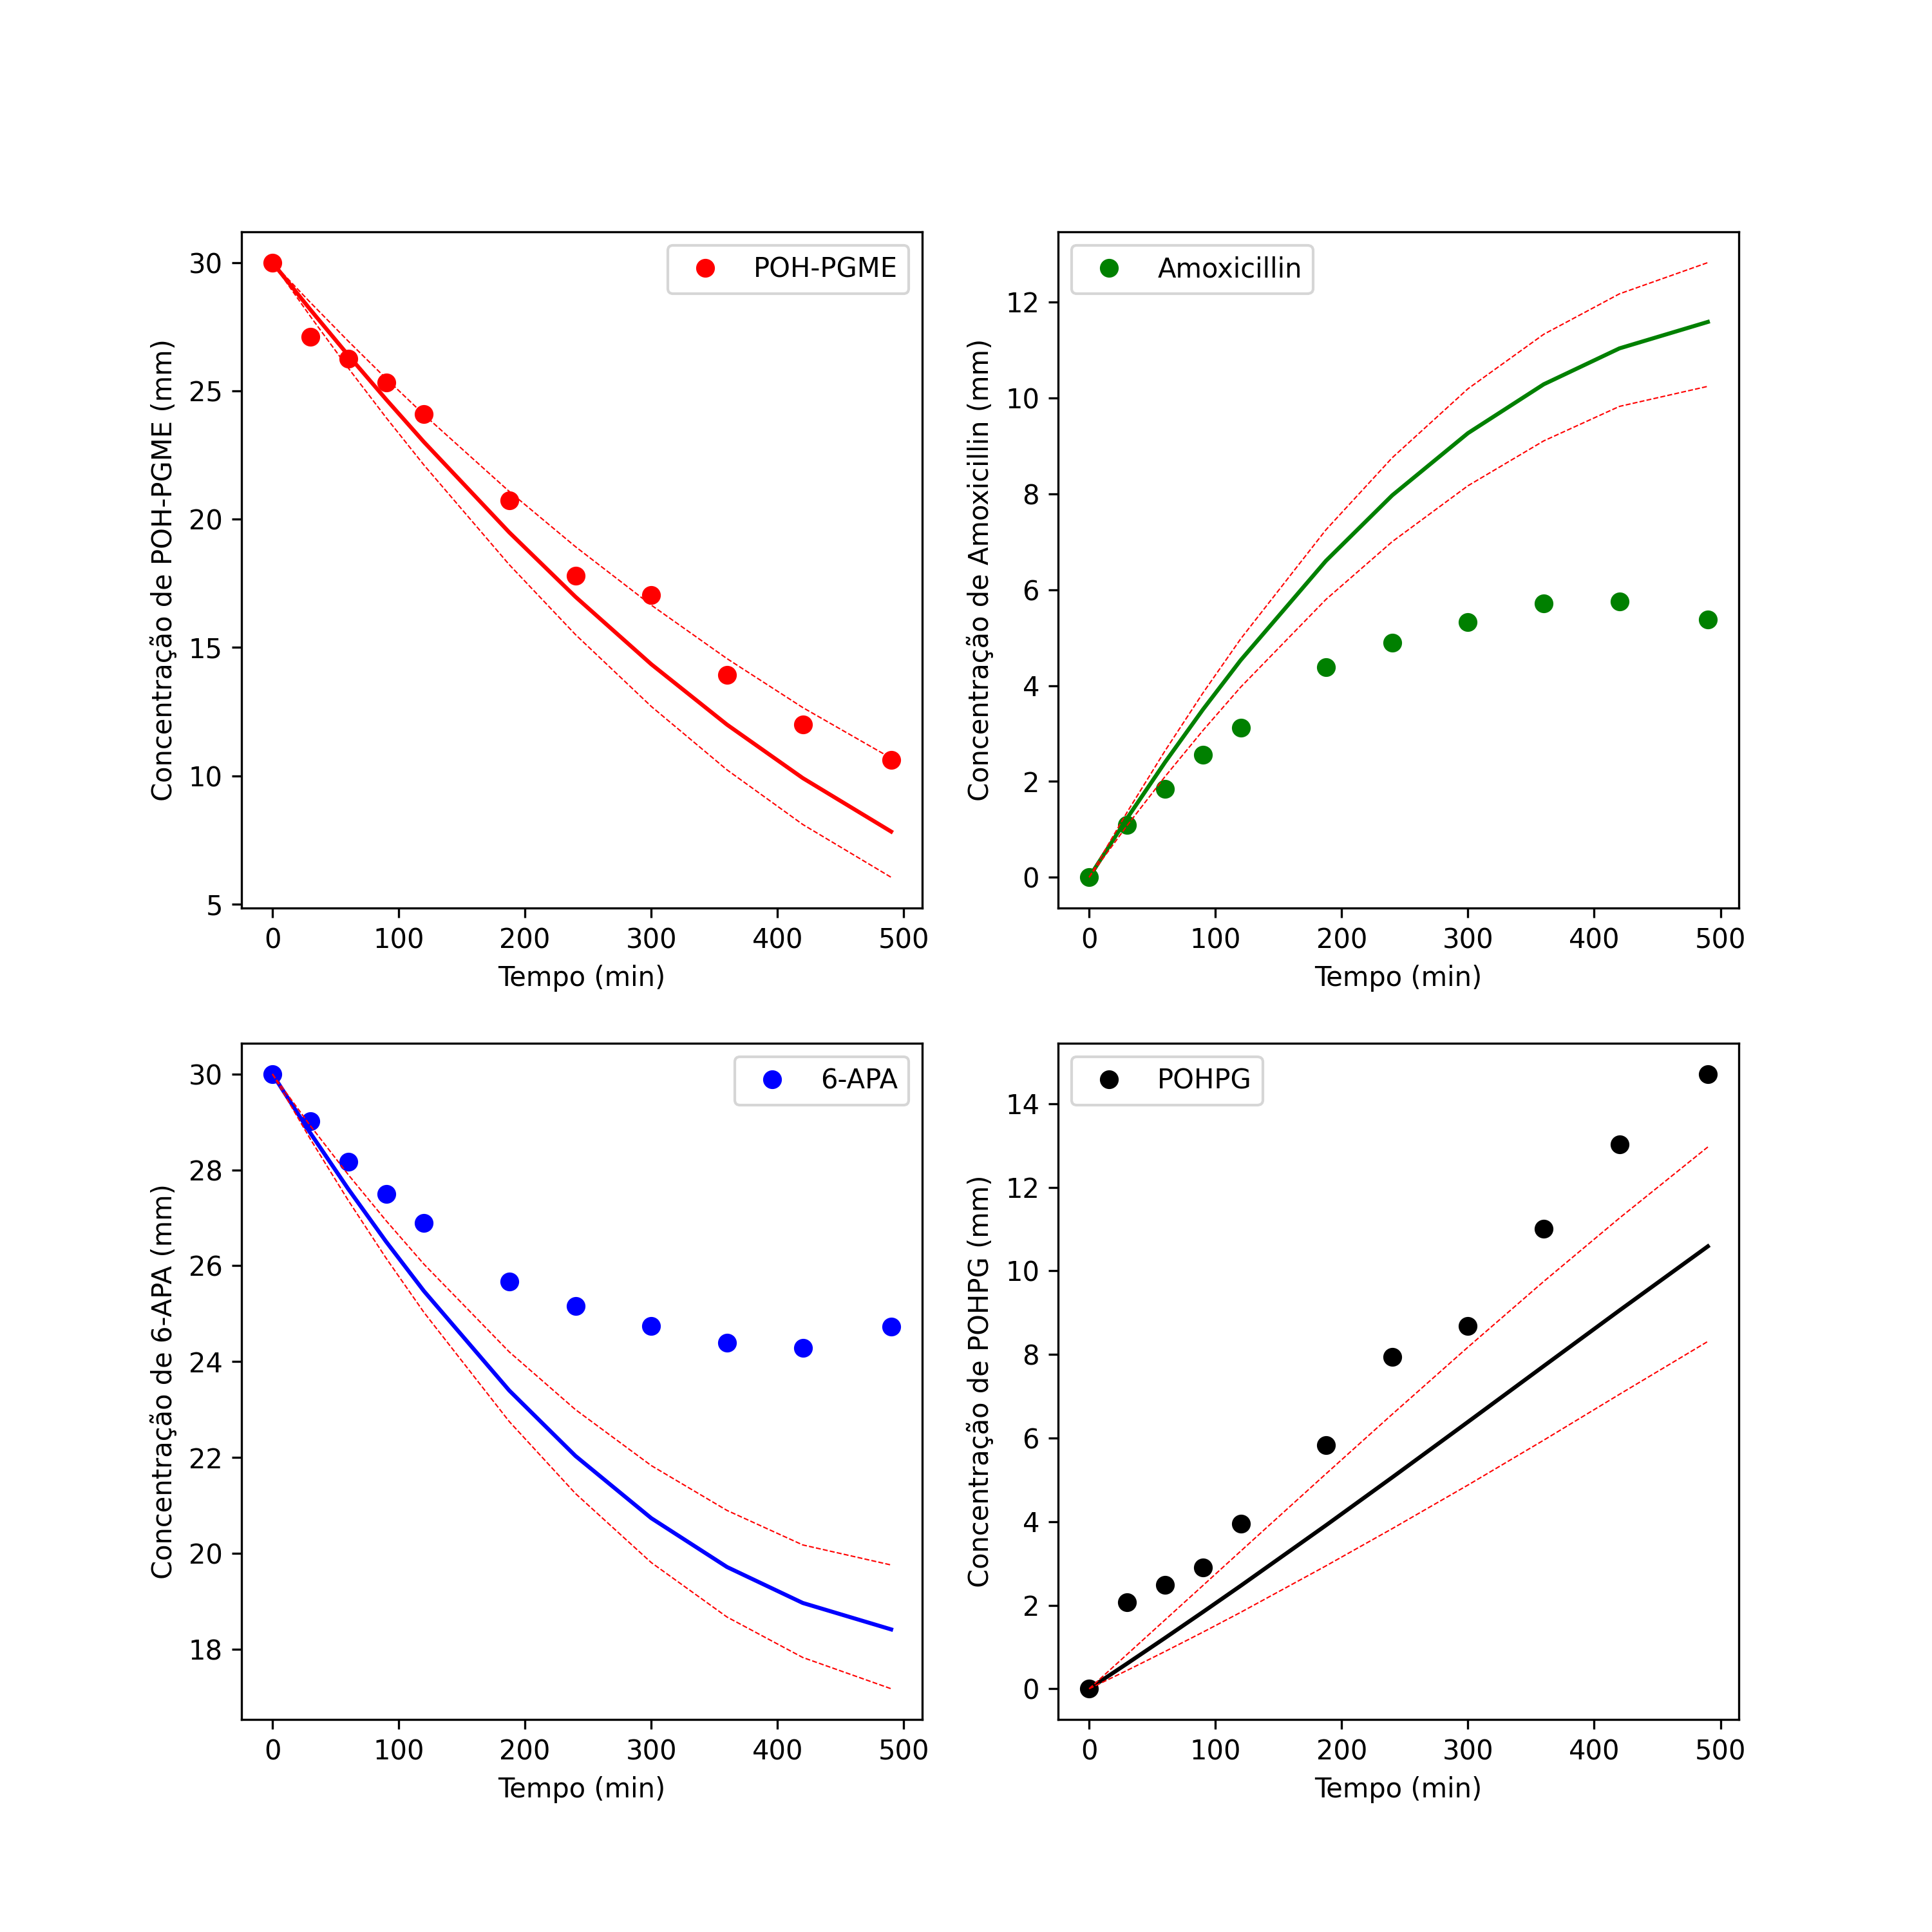 POH-PGME
30
25
20
15
10
5
Concentração de POH-PGME (mm)
0 100 200 300 400 500
Tempo (min)
Amoxicillin
12
10
8
6
4
2
0
Concentração de Amoxicillin (mm)
0 100 200 300 400 500
Tempo (min)
6-APA
30
28
26
24
22
20
18
Concentração de 6-APA (mm)
0 100 200 300 400 500
Tempo (min)
POHPG
14
12
10
8
6
4
2
0
Concentração de POHPG (mm)
0 100 200 300 400 500
Tempo (min)